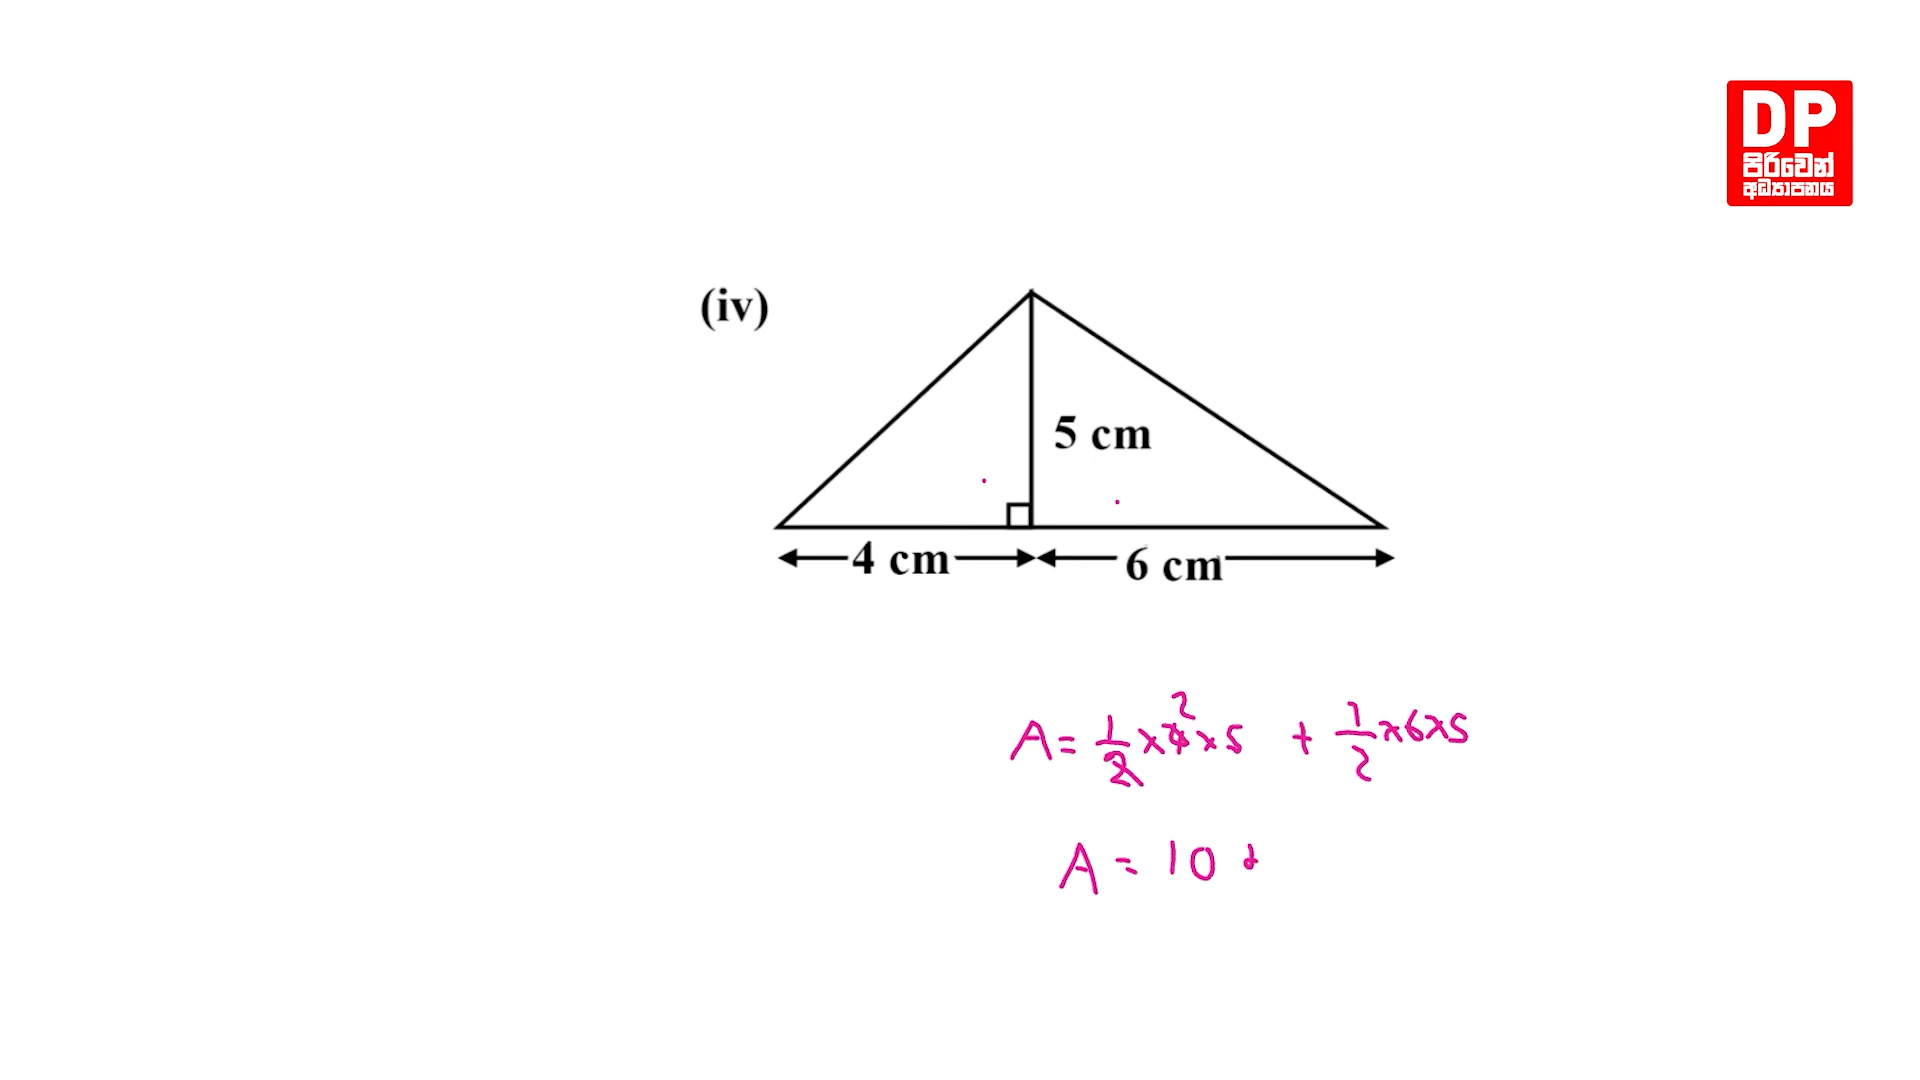 DP
පිරිවෙන්
අධ්‍යාපනය
(iv)
5 cm
4 cm
6 cm
A = 1/2 × 4 2 × 5 + 1/2 × 6 × 5
A = 10 +